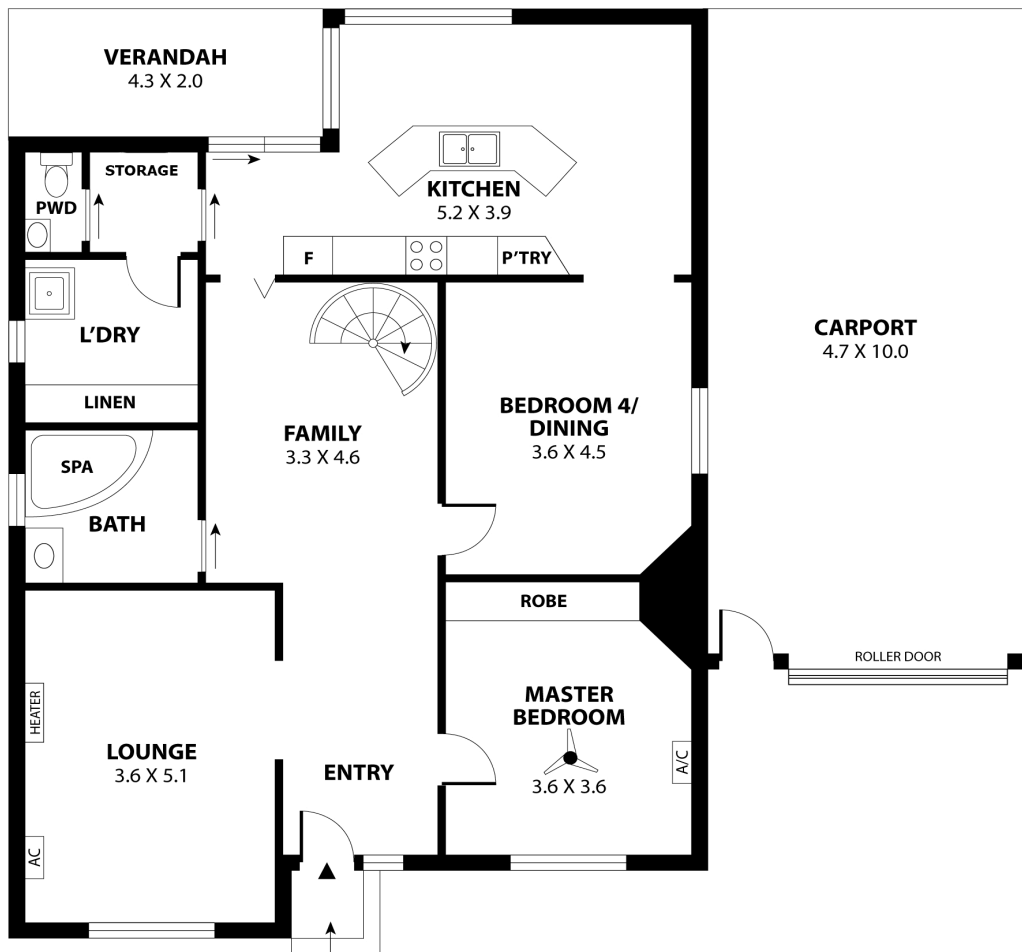 VERANDAH
4.3 X 2.0
STORAGE
PWD
KITCHEN
5.2 X 3.9
F
P'TRY
L'DRY
LINEN
CARPORT
4.7 X 10.0
BEDROOM 4/
DINING
3.6 X 4.5
FAMILY
3.3 X 4.6
SPA
BATH
ROBE
ROLLER DOOR
HEATER
MASTER
BEDROOM
3.6 X 3.6
A/C
LOUNGE
3.6 X 5.1
ENTRY
AC